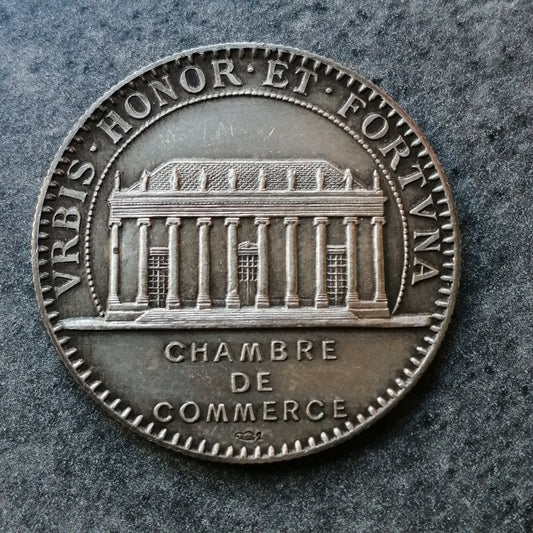 VRBIS · HONOR · ET · FORTVNA
CHAMBRE
DE
COMMERCE